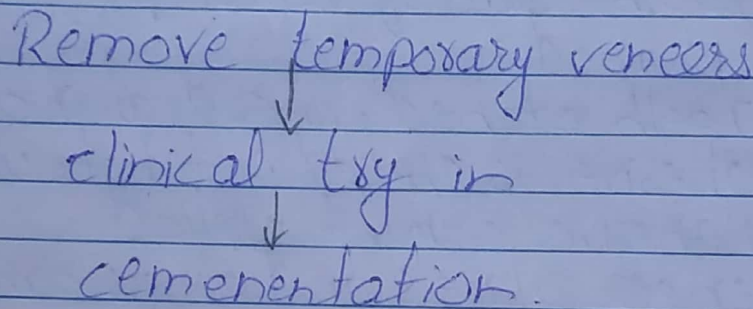 Remove temporary veneers
↓
clinical try in
↓
cemenentation.